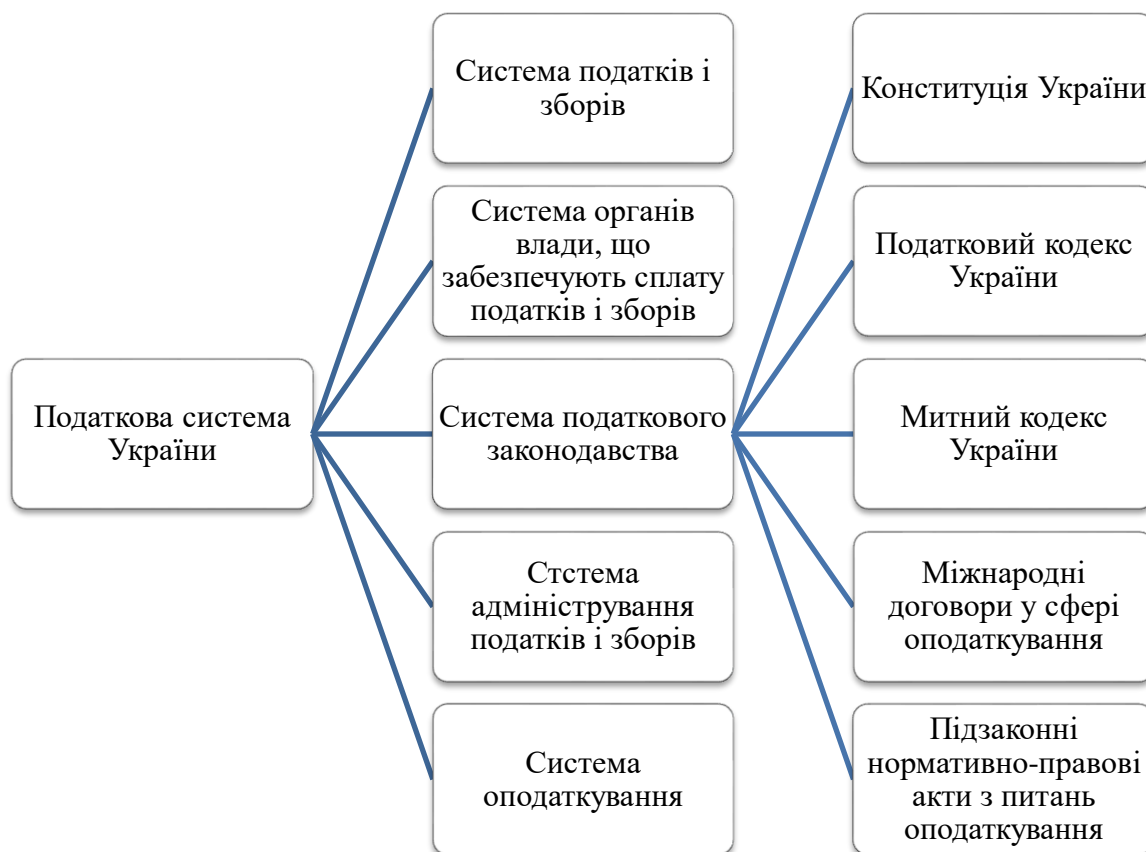 Податкова система
України
Система податків і
зборів
Система органів
влади, що
забезпечують сплату
податків і зборів
Система податкового
законодавства
Стстема
адміністрування
податків і зборів
Система
оподаткування
Конституція України
Податковий кодекс
України
Митний кодекс
України
Міжнародні
договори у сфері
оподаткування
Підзаконні
нормативно-правові
акти з питань
оподаткування